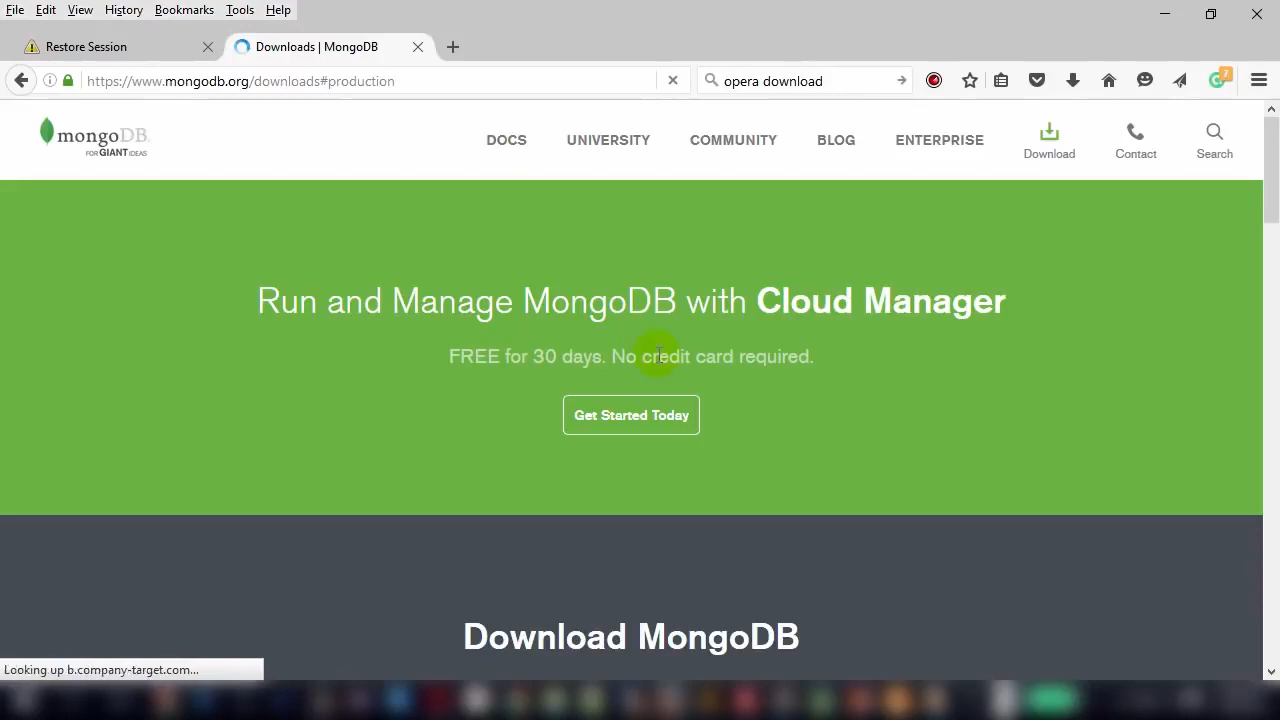 File Edit View History Bookmarks Tools Help
Restore Session
Downloads | MongoDB
https://www.mongodb.org/downloads#production
opera download
7
mongoDB.
FOR GIANT IDEAS
DOCS UNIVERSITY COMMUNITY BLOG ENTERPRISE
Download Contact Search
Run and Manage MongoDB with Cloud Manager
FREE for 30 days. No credit card required.
Get Started Today
Download MongoDB
Looking up b.company-target.com...